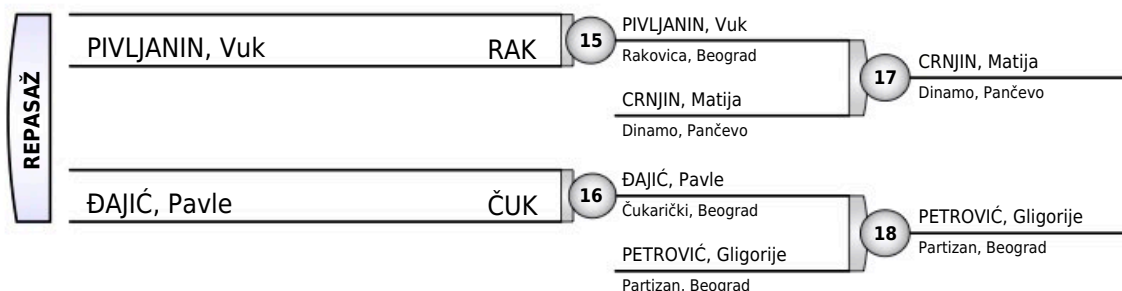 REPASAŽ
PIVLJANIN, Vuk RAK
15
PIVLJANIN, Vuk
Rakovica, Beograd
CRNJIN, Matija
Dinamo, Pančevo
17
CRNJIN, Matija
Dinamo, Pančevo
ĐAJIĆ, Pavle ČUK
16
ĐAJIĆ, Pavle
Čukarički, Beograd
PETROVIĆ, Gligorije
Partizan, Beograd
18
PETROVIĆ, Gligorije
Partizan, Beograd